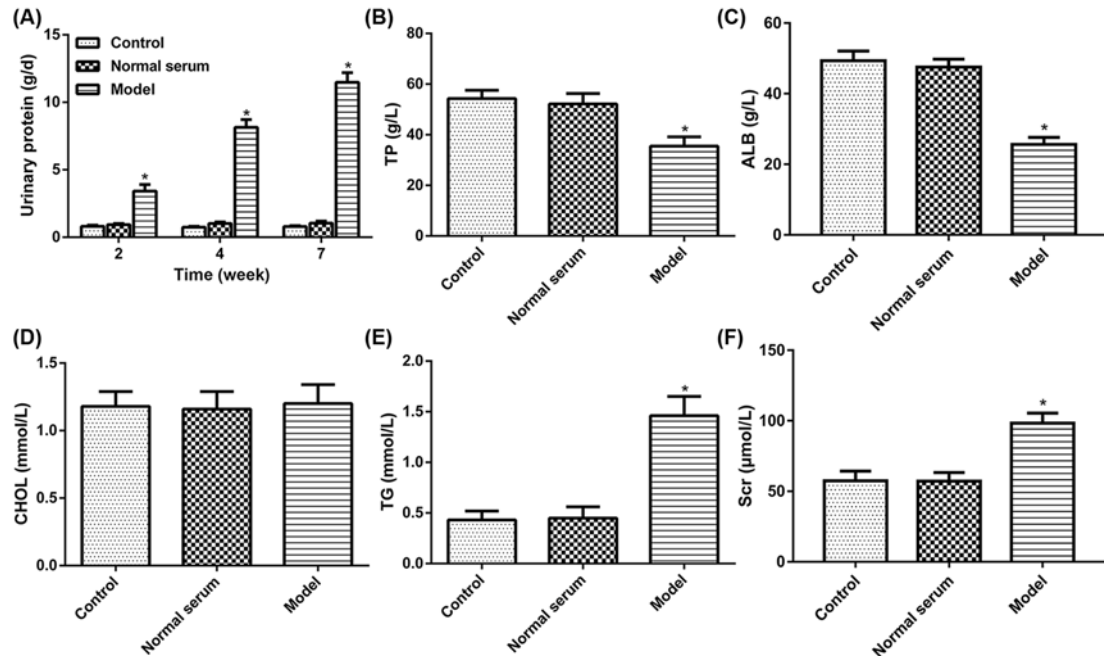 (A)
Urinary protein (g/d)
15
10
5
0
Control
Normal serum
Model
*
*
*
2 4 7
Time (week)
(B)
TP (g/L)
80
60
40
20
0
*
Control
Normal serum
Model
(C)
ALB (g/L)
60
40
20
0
*
Control
Normal serum
Model
(D)
CHOL (mmol/L)
1.5
1.0
0.5
0.0
Control
Normal serum
Model
(E)
TG (mmol/L)
2.0
1.5
1.0
0.5
0.0
*
Control
Normal serum
Model
(F)
Scr (μmol/L)
150
100
50
0
*
Control
Normal serum
Model